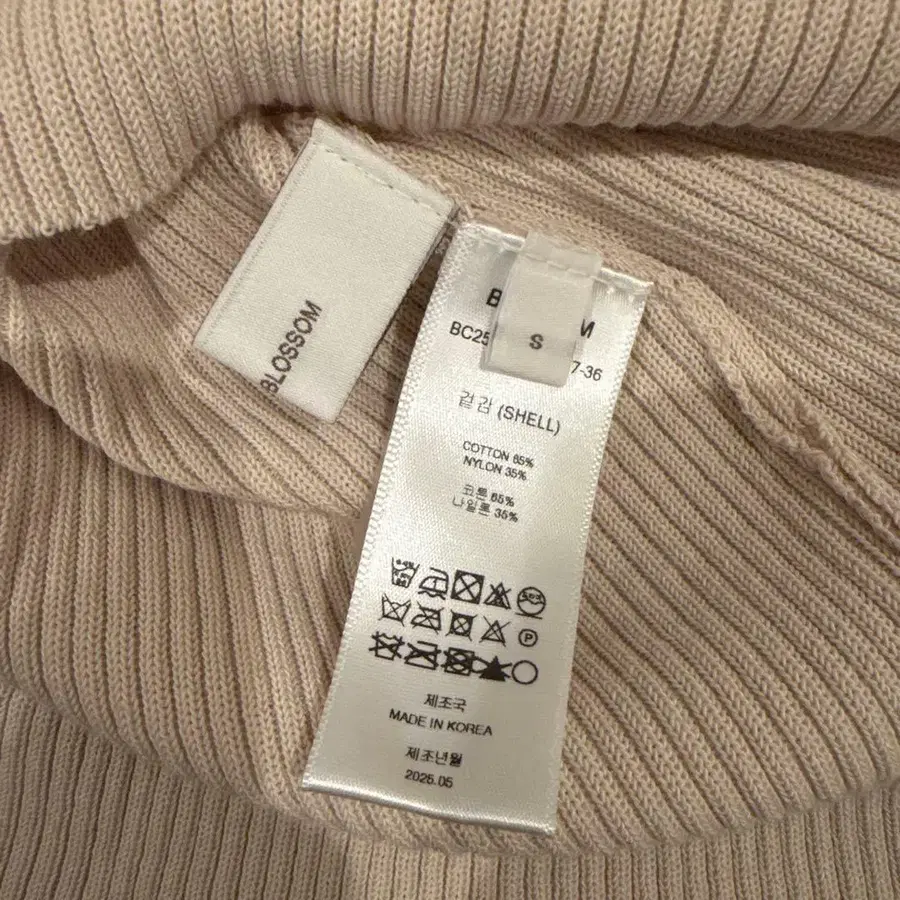 BLOSSOM
S
B M
BC25 7-36
겉감 (SHELL)
COTTON 65%
NYLON 35%
코튼 65%
나일론 35%
P
제조국
MADE IN KOREA
제조년월
2025.05